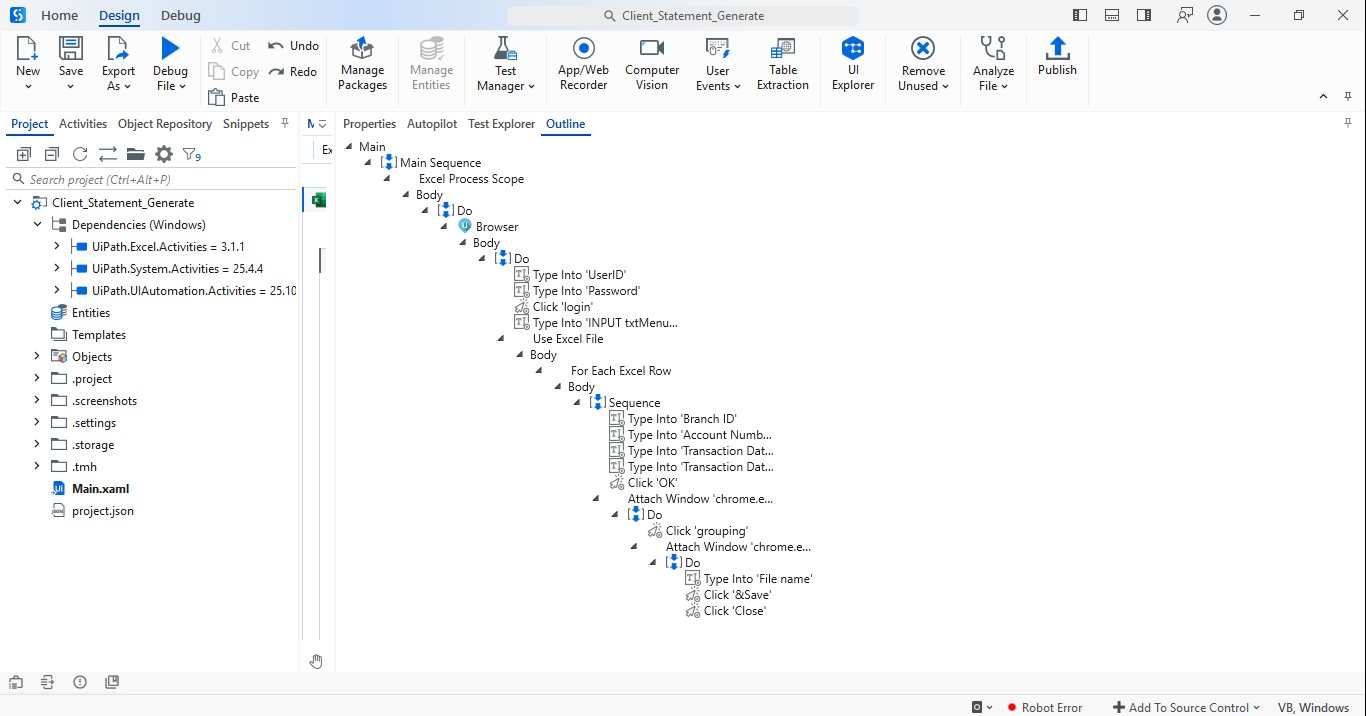 Home Design Debug Client_Statement_Generate
New Save Export As Debug File Cut Copy Paste Undo Redo Manage Packages Manage Entities Test Manager App/Web Recorder Computer Vision User Events Table Extraction UI Explorer Remove Unused Analyze File Publish
Project Activities Object Repository Snippets M Properties Autopilot Test Explorer Outline
9
Search project (Ctrl+Alt+P)
Ex
Client_Statement_Generate
Dependencies (Windows)
UiPath.Excel.Activities = 3.1.1
UiPath.System.Activities = 25.4.4
UiPath.UIAutomation.Activities = 25.10
Entities
Templates
Objects
.project
.screenshots
.settings
.storage
.tmh
Main.xaml
project.json
Main
Main Sequence
Excel Process Scope
Body
Do
Browser
Body
Do
Type Into 'UserID'
Type Into 'Password'
Click 'login'
Type Into 'INPUT txtMenu...
Use Excel File
Body
For Each Excel Row
Body
Sequence
Type Into 'Branch ID'
Type Into 'Account Numb...
Type Into 'Transaction Dat...
Type Into 'Transaction Dat...
Click 'OK'
Attach Window 'chrome.e...
Do
Click 'grouping'
Attach Window 'chrome.e...
Do
Type Into 'File name'
Click '&Save'
Click 'Close'
Robot Error Add To Source Control VB, Windows